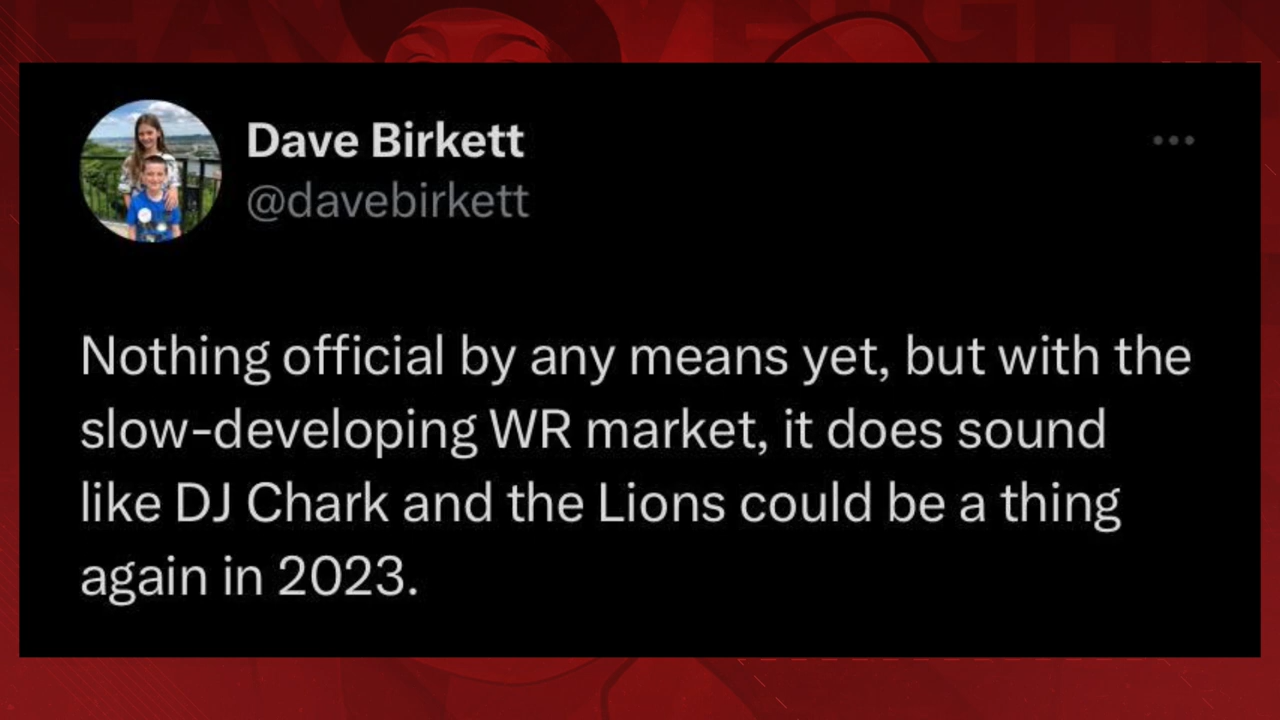 Dave Birkett
@davebirkett
Nothing official by any means yet, but with the
slow-developing WR market, it does sound
like DJ Chark and the Lions could be a thing
again in 2023.